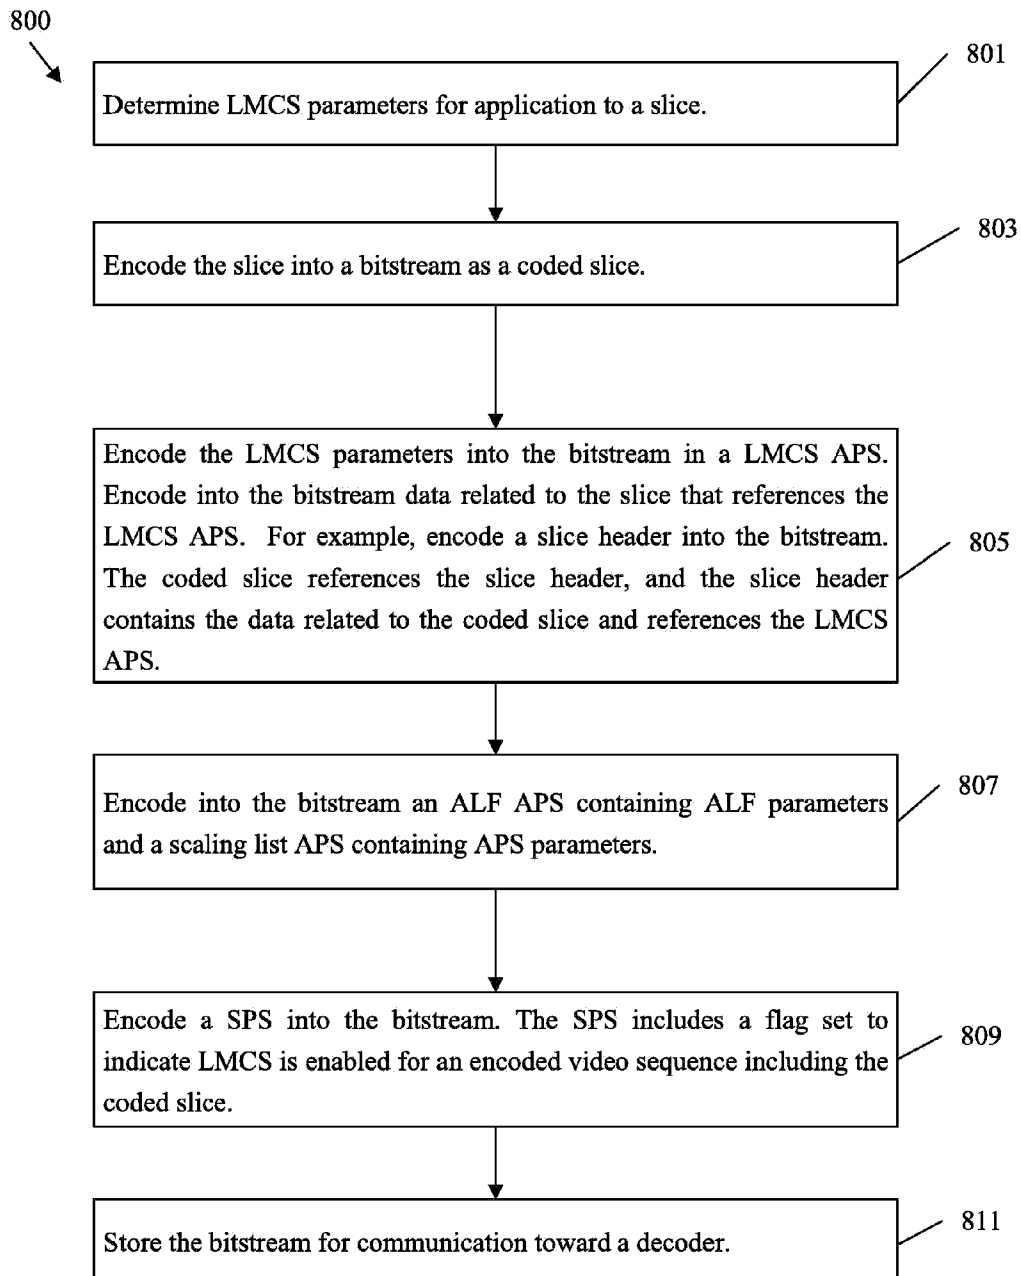 800
801
Determine LMCS parameters for application to a slice.
803
Encode the slice into a bitstream as a coded slice.
Encode the LMCS parameters into the bitstream in a LMCS APS.
Encode into the bitstream data related to the slice that references the
LMCS APS. For example, encode a slice header into the bitstream.
805
The coded slice references the slice header, and the slice header
contains the data related to the coded slice and references the LMCS
APS.
807
Encode into the bitstream an ALF APS containing ALF parameters
and a scaling list APS containing APS parameters.
Encode a SPS into the bitstream. The SPS includes a flag set to
809
indicate LMCS is enabled for an encoded video sequence including the
coded slice.
811
Store the bitstream for communication toward a decoder.